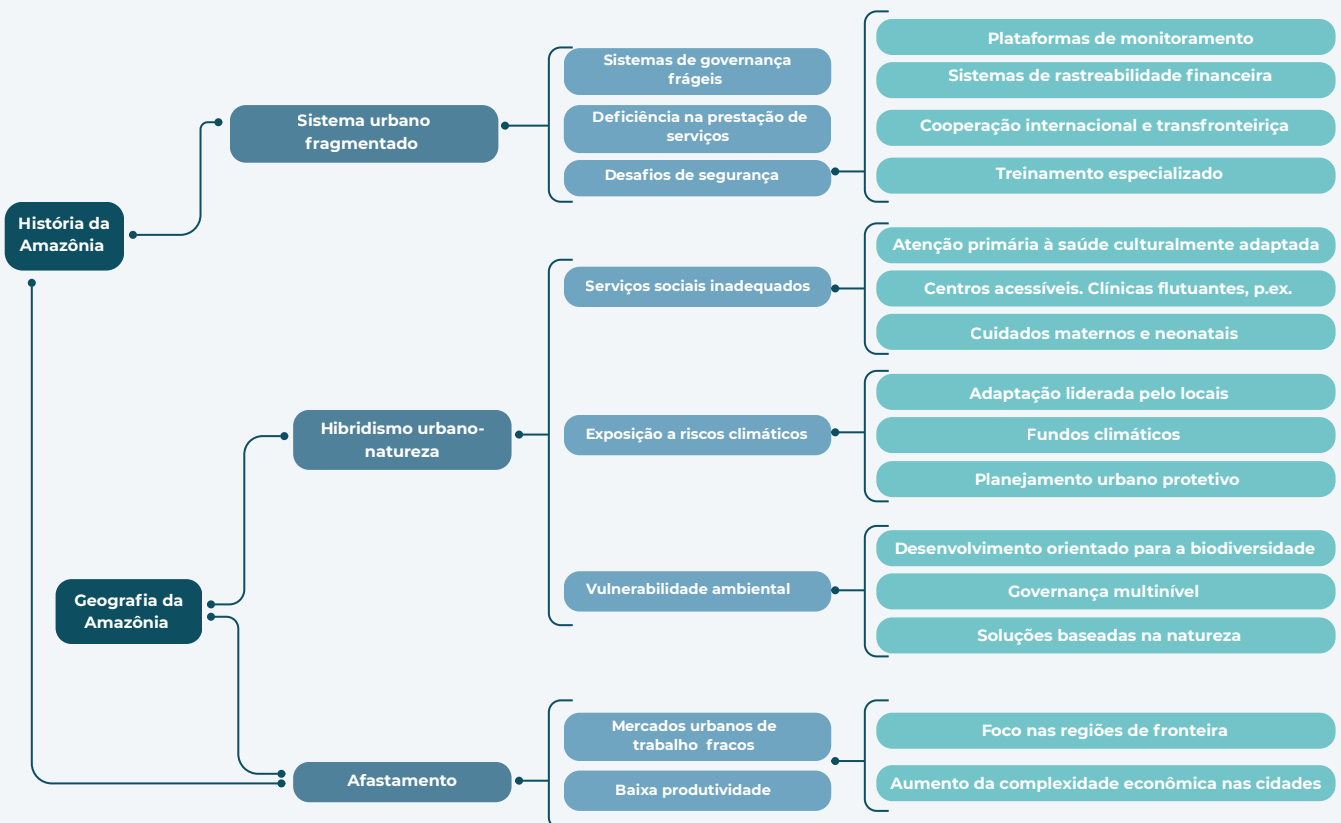 História da
Amazônia
Sistema urbano
fragmentado
Sistemas de governança
frágeis
Deficiência na prestação de
serviços
Desafios de segurança
Plataformas de monitoramento
Sistemas de rastreabilidade financeira
Cooperação internacional e transfronteiriça
Treinamento especializado
Geografia da
Amazônia
Hibridismo urbano-
natureza
Serviços sociais inadequados
Atenção primária à saúde culturalmente adaptada
Centros acessíveis. Clínicas flutuantes, p.ex.
Cuidados maternos e neonatais
Exposição a riscos climáticos
Adaptação liderada pelo locais
Fundos climáticos
Planejamento urbano protetivo
Vulnerabilidade ambiental
Desenvolvimento orientado para a biodiversidade
Governança multinível
Soluções baseadas na natureza
Afastamento
Mercados urbanos de
trabalho fracos
Baixa produtividade
Foco nas regiões de fronteira
Aumento da complexidade econômica nas cidades